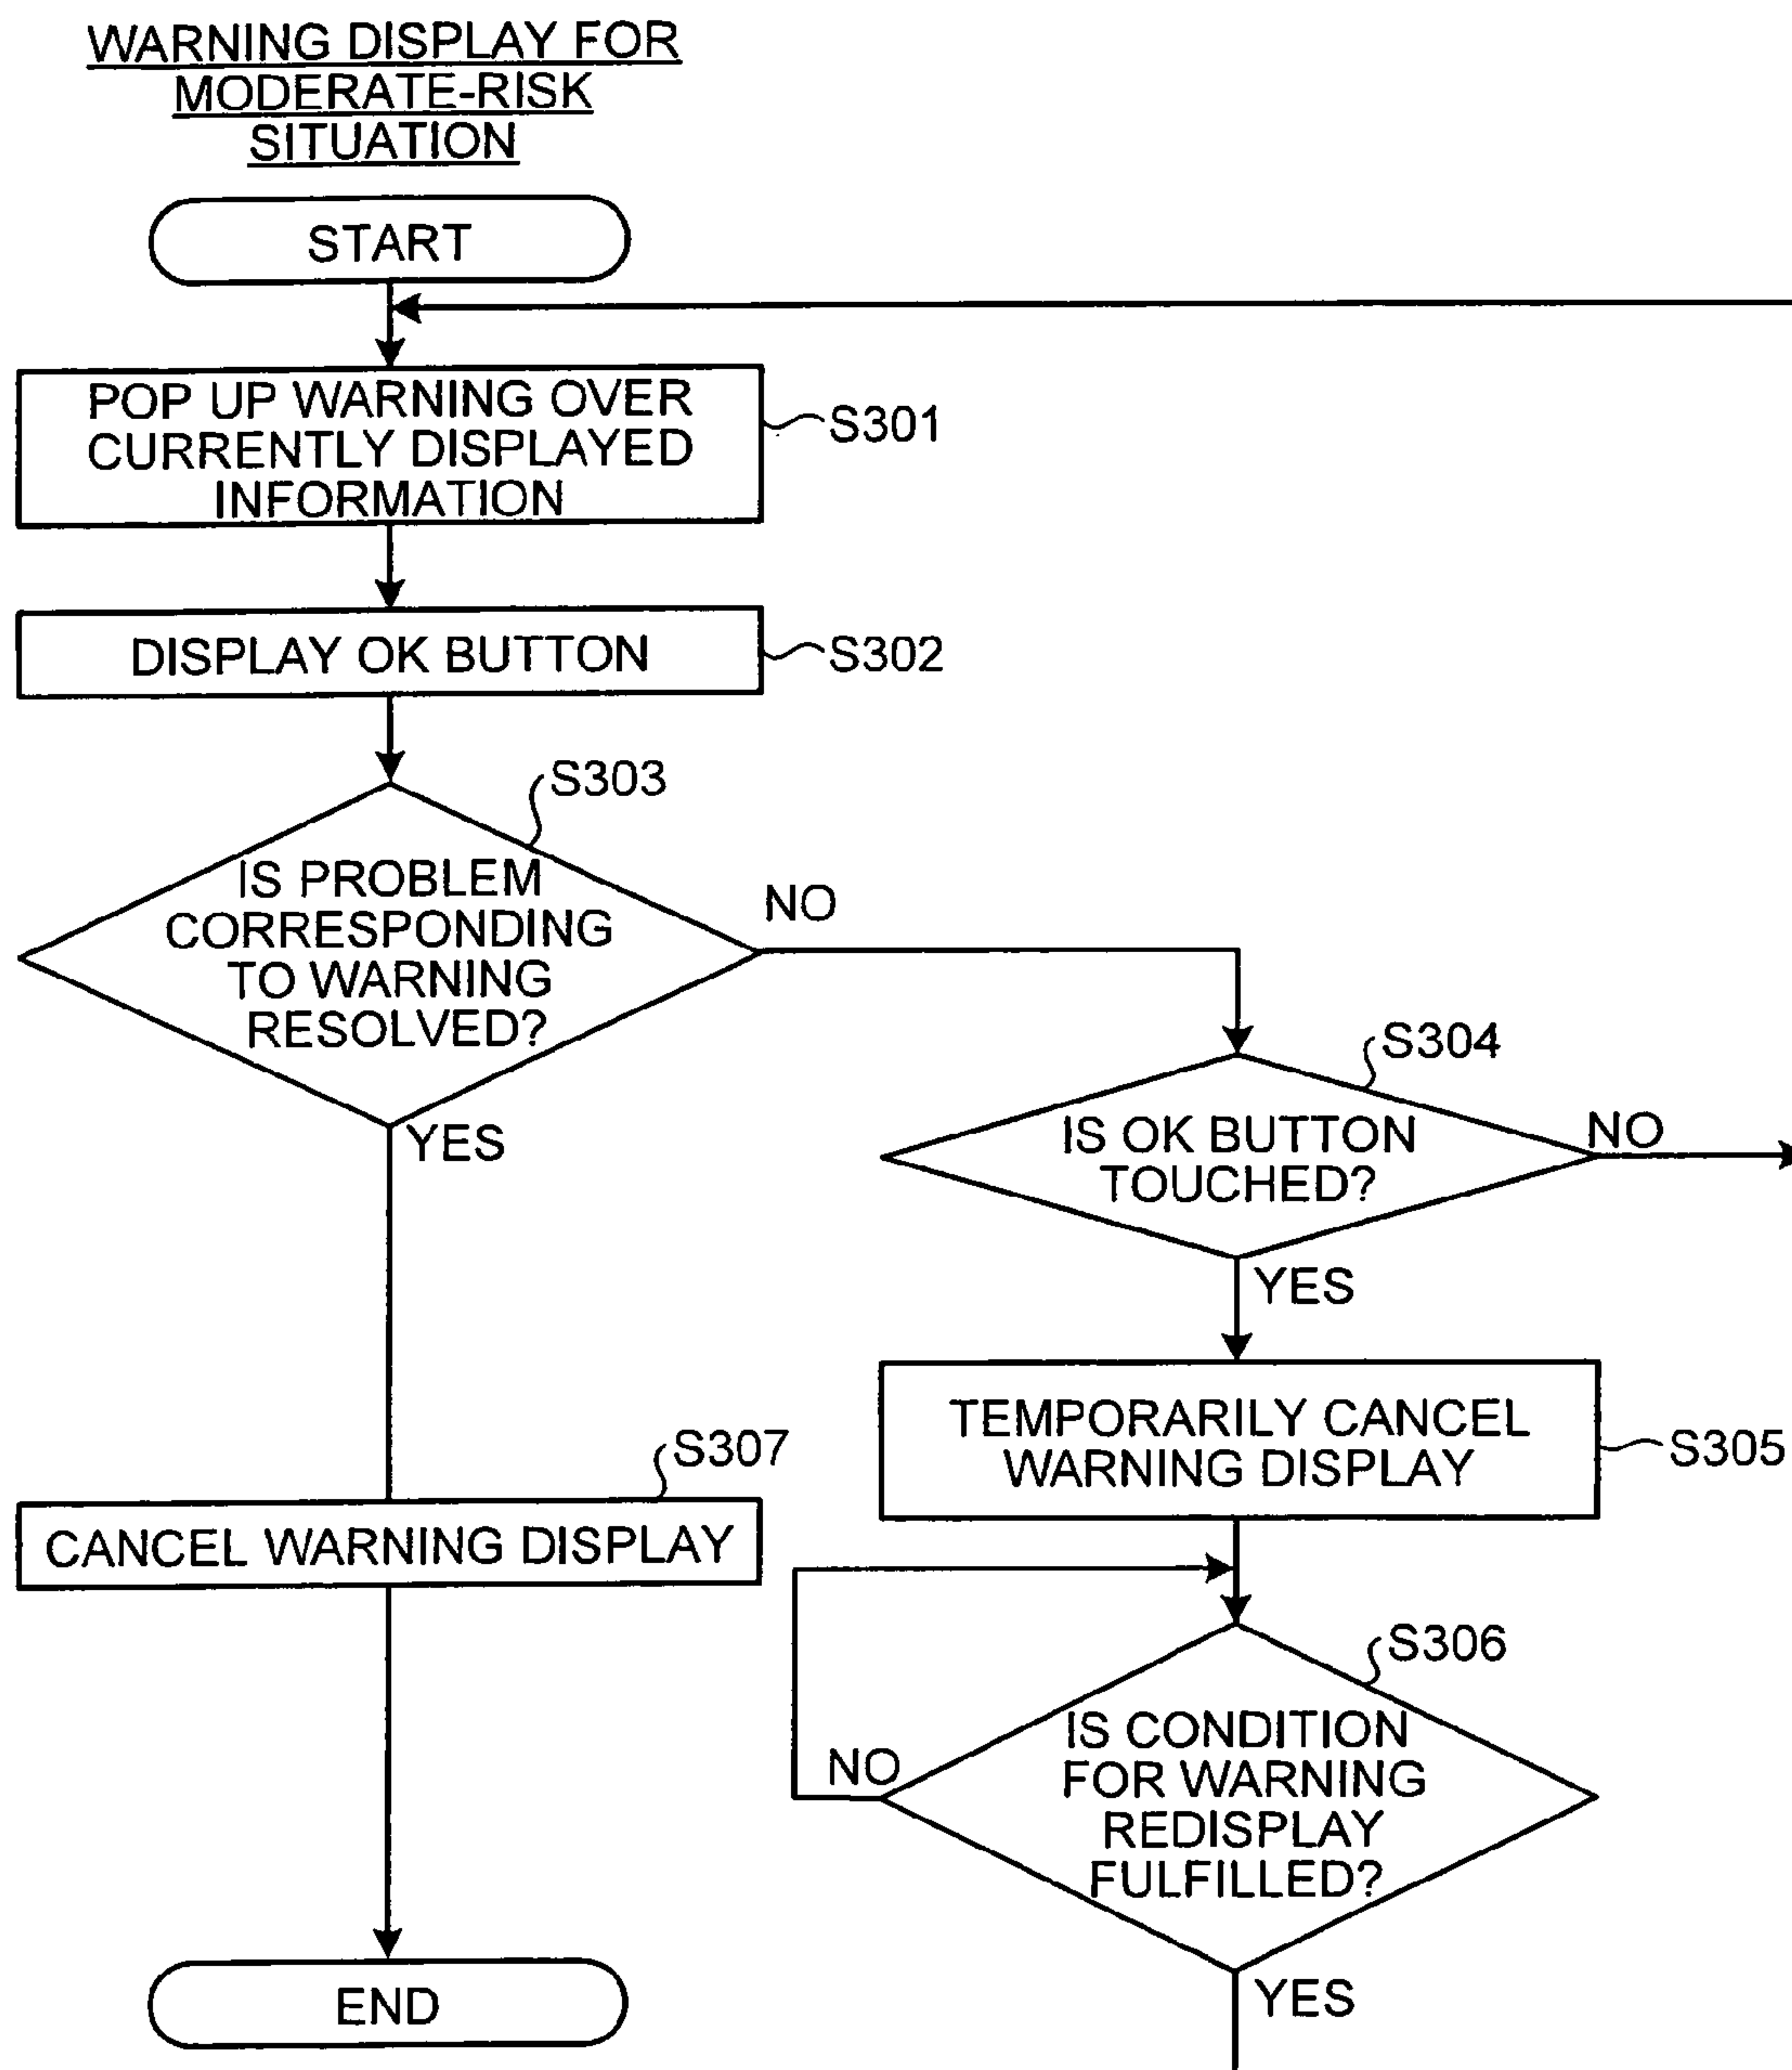 WARNING DISPLAY FOR
MODERATE-RISK
SITUATION
START
POP UP WARNING OVER
CURRENTLY DISPLAYED
INFORMATION
S301
DISPLAY OK BUTTON
S302
S303
IS PROBLEM
CORRESPONDING
TO WARNING
RESOLVED?
NO
YES
S304
IS OK BUTTON
TOUCHED?
NO
YES
TEMPORARILY CANCEL
WARNING DISPLAY
S305
S307
CANCEL WARNING DISPLAY
S306
IS CONDITION
FOR WARNING
REDISPLAY
FULFILLED?
NO
YES
END